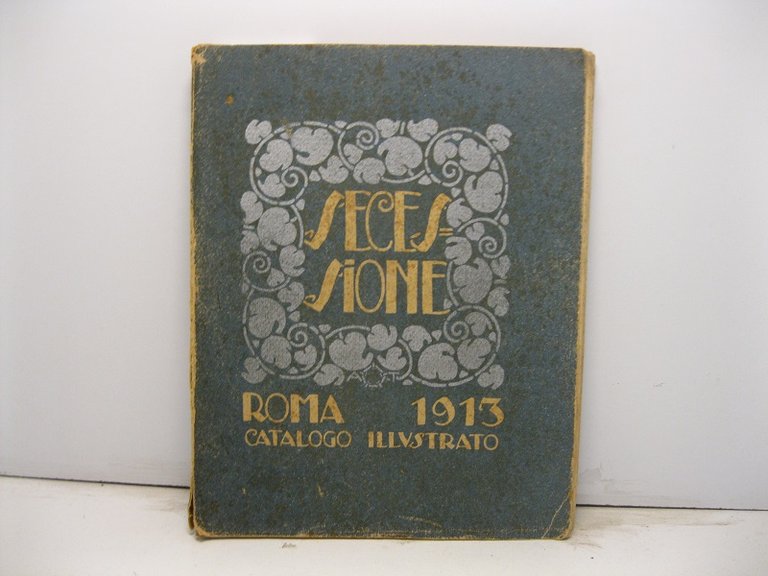 SECES=
SiONE
A T
ROMA 1913
CATALOGO ILLVSTRATO